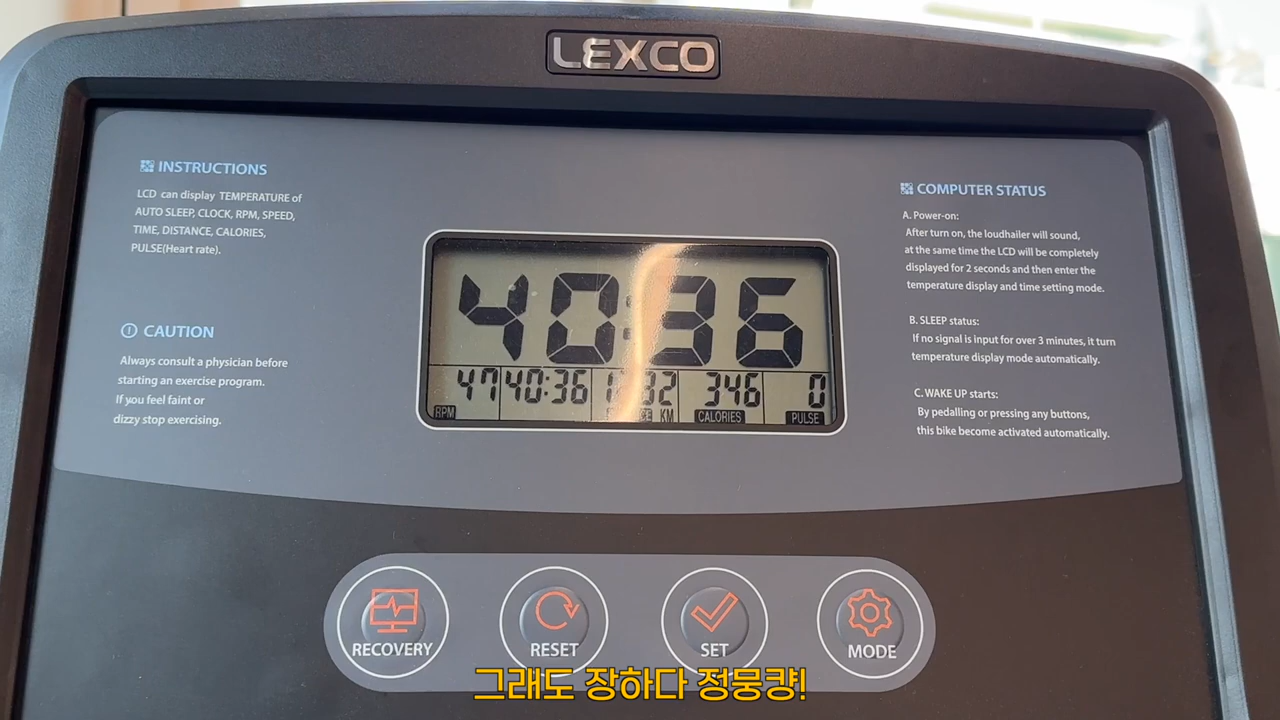 LEXCO
INSTRUCTIONS
LCD can display TEMPERATURE of
AUTO SLEEP, CLOCK, RPM, SPEED,
TIME, DISTANCE, CALORIES,
PULSE(Heart rate).
CAUTION
Always consult a physician before
starting an exercise program.
If you feel faint or
dizzy stop exercising.
40:36
47 40:36 346 0
RPM KM CALORIES PULSE
COMPUTER STATUS
A. Power-on:
After turn on, the loudhailer will sound,
at the same time the LCD will be completely
displayed for 2 seconds and then enter the
temperature display and time setting mode.
B. SLEEP status:
If no signal is input for over 3 minutes, it turn
temperature display mode automatically.
C. WAKE UP starts:
By pedalling or pressing any buttons,
this bike become activated automatically.
RECOVERY RESET SET MODE
그래도 장하다 정뭉컁!